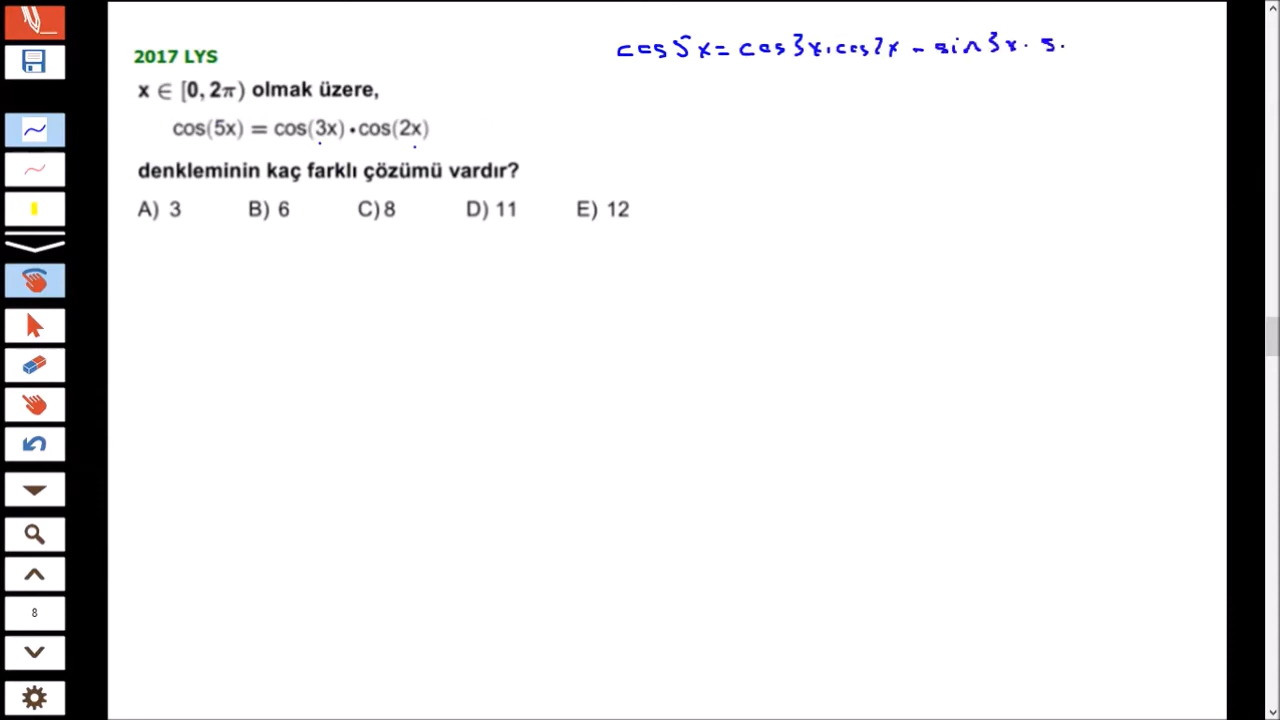 cos5x=cos3x.cos2x - sin3x. s.
2017 LYS
x ∈ [0, 2π) olmak üzere,
cos(5x) = cos(3x)•cos(2x)
denkleminin kaç farklı çözümü vardır?
A) 3 B) 6 C) 8 D) 11 E) 12
8